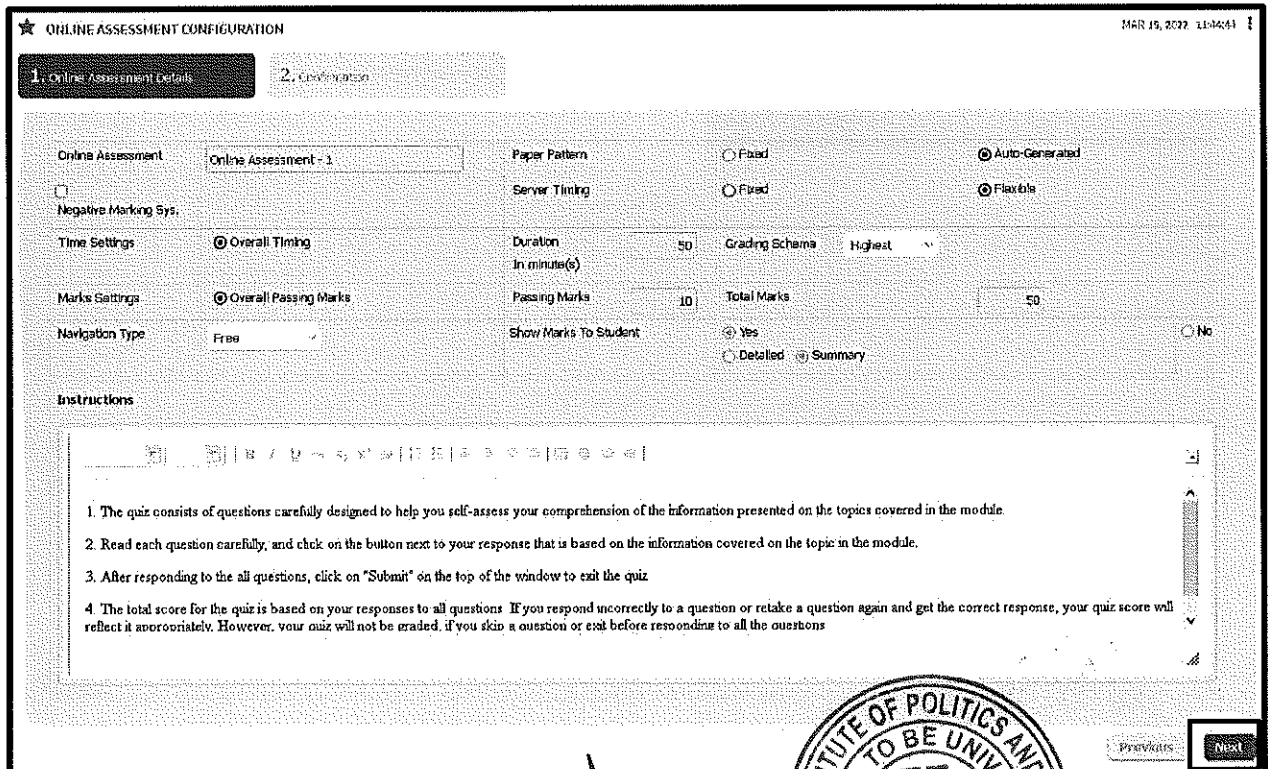 ONLINE ASSESSMENT CONFIGURATION
MAR 15, 2022 11:44:41
1. Online Assessment Details
2. Configuration
Online Assessment Online Assessment - 1 Paper Pattern Fixed Auto-Generated
Negative Marking Sys. Server Timing Fixed Flexible
Time Settings Overall Timing Duration In minute(s) 50 Grading Schema Highest
Marks Settings Overall Passing Marks Passing Marks 10 Total Marks 50
Navigation Type Free Show Marks To Student Yes No
Detailed Summary
Instructions
1. The quiz consists of questions carefully designed to help you self-assess your comprehension of the information presented on the topics covered in the module.
2. Read each question carefully, and click on the button next to your response that is based on the information covered on the topic in the module.
3. After responding to the all questions, click on "Submit" on the top of the window to exit the quiz
4. The total score for the quiz is based on your responses to all questions. If you respond incorrectly to a question or retake a question again and get the correct response, your quiz score will
reflect it appropriately. However, your quiz will not be graded, if you skip a question or exit before responding to all the questions
OF POLITICS
TO BE
Previous Next